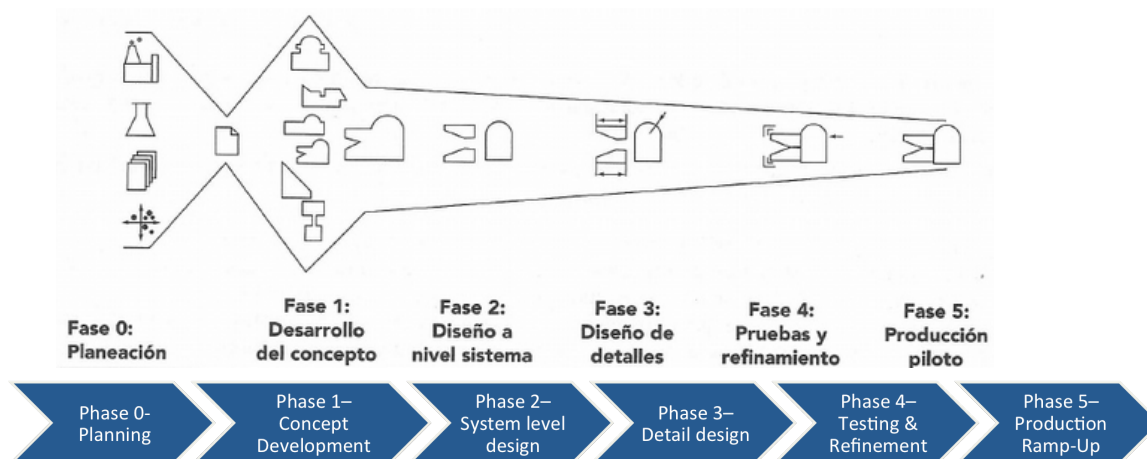 Fase 0:
Planeación
Fase 1:
Desarrollo
del concepto
Fase 2:
Diseño a
nivel sistema
Fase 3:
Diseño de
detalles
Fase 4:
Pruebas y
refinamiento
Fase 5:
Producción
piloto
Phase 0-
Planning
Phase 1–
Concept
Development
Phase 2–
System level
design
Phase 3–
Detail design
Phase 4–
Testing &
Refinement
Phase 5–
Production
Ramp-Up